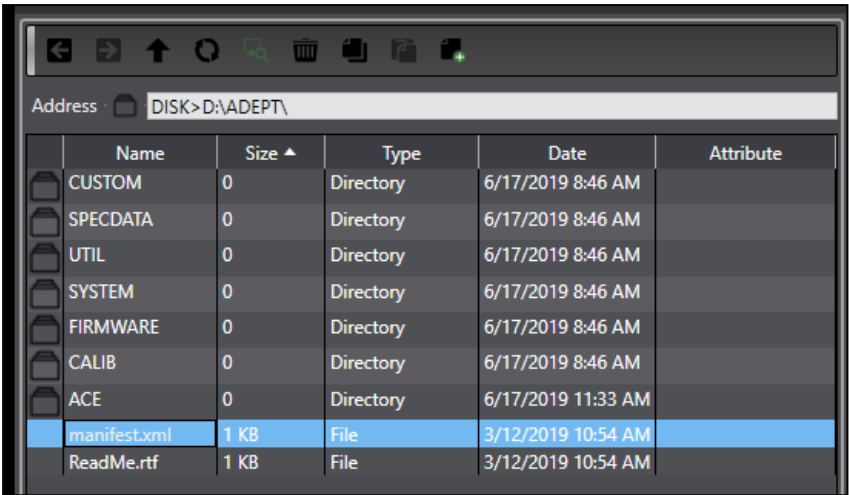 Address DISK>D:\ADEPT\
Name Size Type Date Attribute
CUSTOM 0 Directory 6/17/2019 8:46 AM
SPECDATA 0 Directory 6/17/2019 8:46 AM
UTIL 0 Directory 6/17/2019 8:46 AM
SYSTEM 0 Directory 6/17/2019 8:46 AM
FIRMWARE 0 Directory 6/17/2019 8:46 AM
CALIB 0 Directory 6/17/2019 8:46 AM
ACE 0 Directory 6/17/2019 11:33 AM
manifest.xml 1 KB File 3/12/2019 10:54 AM
ReadMe.rtf 1 KB File 3/12/2019 10:54 AM